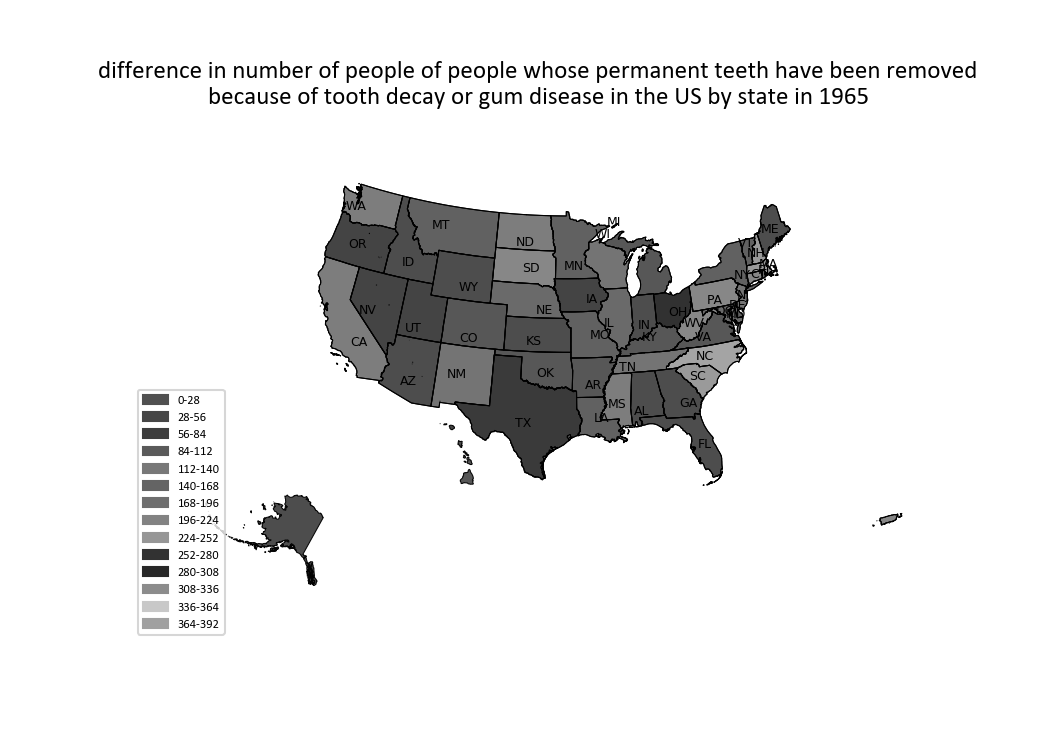 difference in number of people of people whose permanent teeth have been removed
because of tooth decay or gum disease in the US by state in 1965
WA
MT
ND
MN
MI
WI
ME
VT
NH
MA
OR
ID
SD
WY
NY
CT
NV
UT
CO
NE
IA
IL
IN
OH
PA
CA
KS
MO
KY
WV
VA
AZ
NM
OK
AR
TN
NC
SC
TX
LA
MS
AL
GA
FL
0-28
28-56
56-84
84-112
112-140
140-168
168-196
196-224
224-252
252-280
280-308
308-336
336-364
364-392